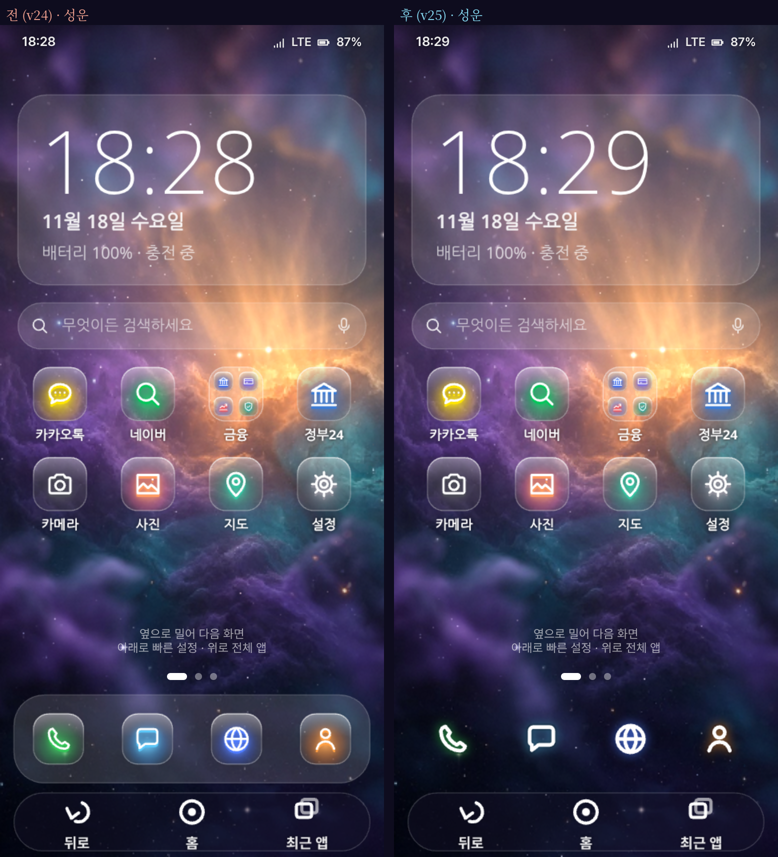 전 (v24) · 성운
18:28 LTE 87%
18:28
11월 18일 수요일
배터리 100% · 충전 중
무엇이든 검색하세요
카카오톡 네이버 금융 정부24
카메라 사진 지도 설정
옆으로 밀어 다음 화면
아래로 빠른 설정 · 위로 전체 앱
뒤로 홈 최근 앱
후 (v25) · 성운
18:29 LTE 87%
18:29
11월 18일 수요일
배터리 100% · 충전 중
무엇이든 검색하세요
카카오톡 네이버 금융 정부24
카메라 사진 지도 설정
옆으로 밀어 다음 화면
아래로 빠른 설정 · 위로 전체 앱
뒤로 홈 최근 앱